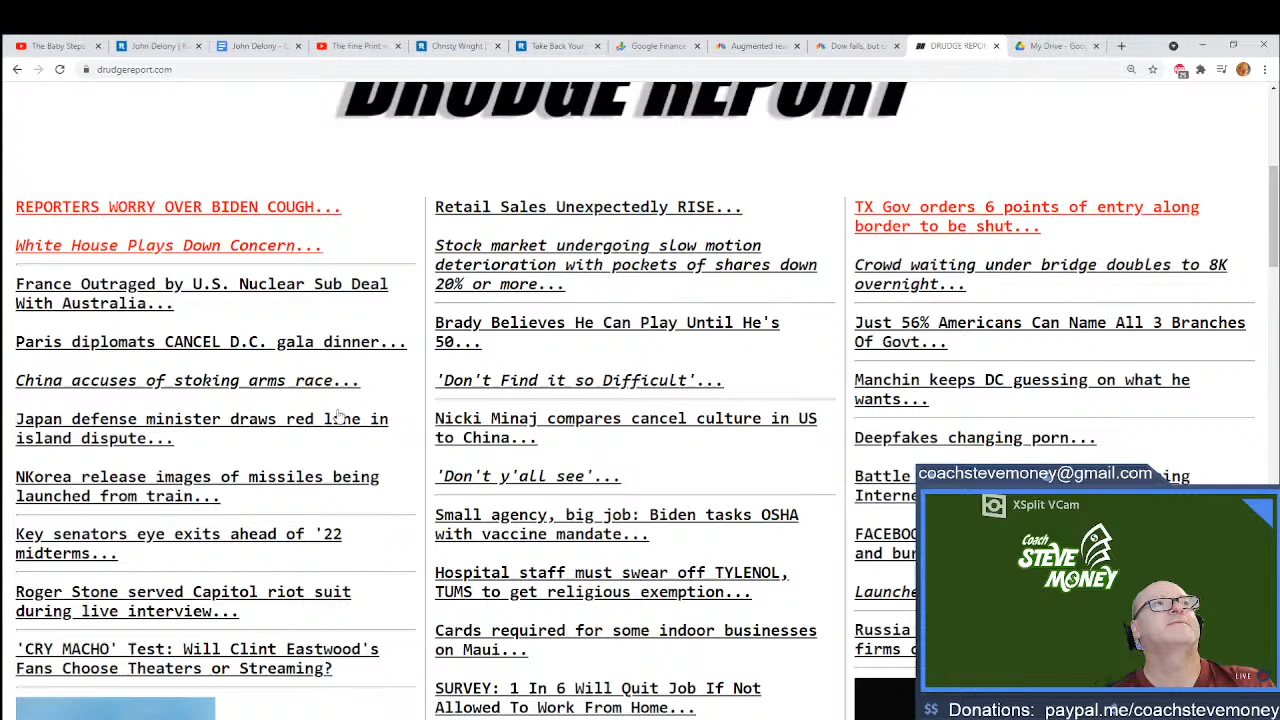 The Baby Steps
John Delony | R
John Delony - G
The Fine Print
Christy Wright |
Take Back Your
Google Finance
Augmented rea
Dow falls, but c
DRUDGE REPOR
My Drive - Goo
drudgereport.com
DRUDGE REPORT
REPORTERS WORRY OVER BIDEN COUGH...
White House Plays Down Concern...
France Outraged by U.S. Nuclear Sub Deal
With Australia...
Paris diplomats CANCEL D.C. gala dinner...
China accuses of stoking arms race...
Japan defense minister draws red line in
island dispute...
NKorea release images of missiles being
launched from train...
Key senators eye exits ahead of '22
midterms...
Roger Stone served Capitol riot suit
during live interview...
'CRY MACHO' Test: Will Clint Eastwood's
Fans Choose Theaters or Streaming?
Retail Sales Unexpectedly RISE...
Stock market undergoing slow motion
deterioration with pockets of shares down
20% or more...
Brady Believes He Can Play Until He's
50...
'Don't Find it so Difficult'...
Nicki Minaj compares cancel culture in US
to China...
'Don't y'all see'...
Small agency, big job: Biden tasks OSHA
with vaccine mandate...
Hospital staff must swear off TYLENOL,
TUMS to get religious exemption...
Cards required for some indoor businesses
on Maui...
SURVEY: 1 In 6 Will Quit Job If Not
Allowed To Work From Home...
TX Gov orders 6 points of entry along
border to be shut...
Crowd waiting under bridge doubles to 8K
overnight...
Just 56% Americans Can Name All 3 Branches
Of Govt...
Manchin keeps DC guessing on what he
wants...
Deepfakes changing porn...
Battle ing
Interne
FACEBOO
and bur
Launche
Russia
firms
coachstevemoney@gmail.com
XSplit VCam
Coach
STEVE
MONEY
LIVE
$$ Donations: paypal.me/coachstevemoney